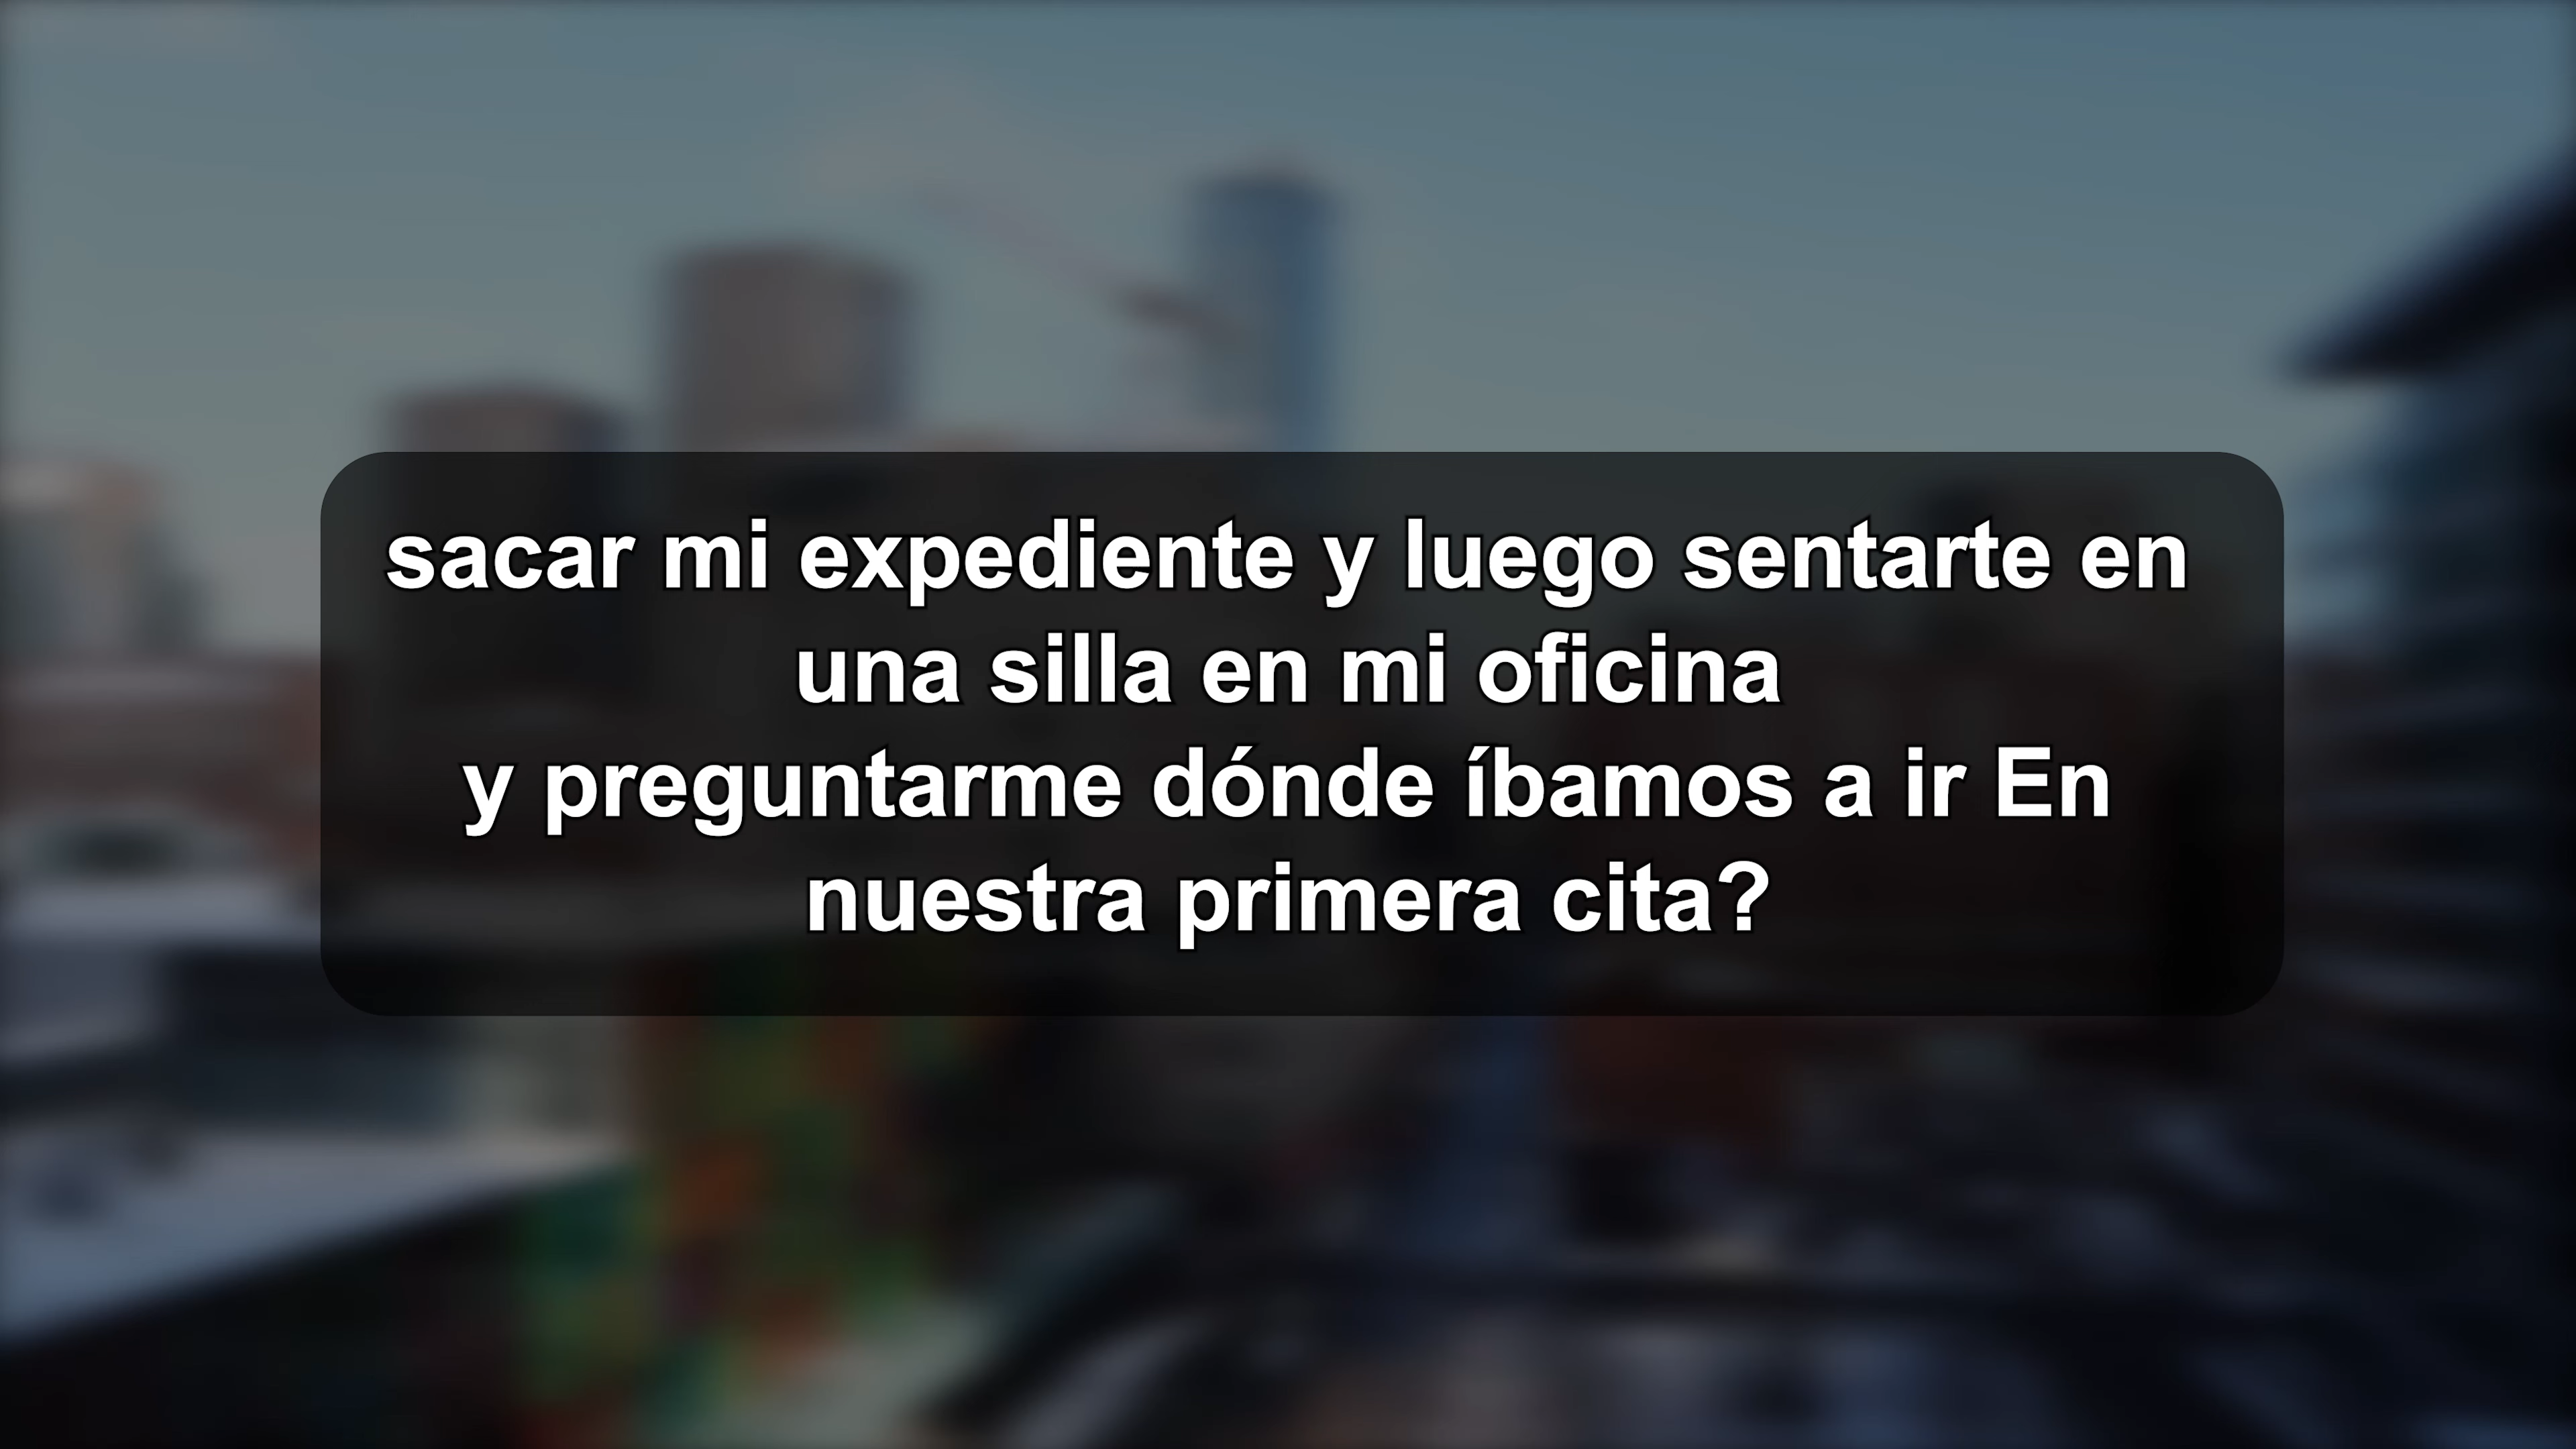 sacar mi expediente y luego sentarte en
una silla en mi oficina
y preguntarme dónde íbamos a ir En
nuestra primera cita?